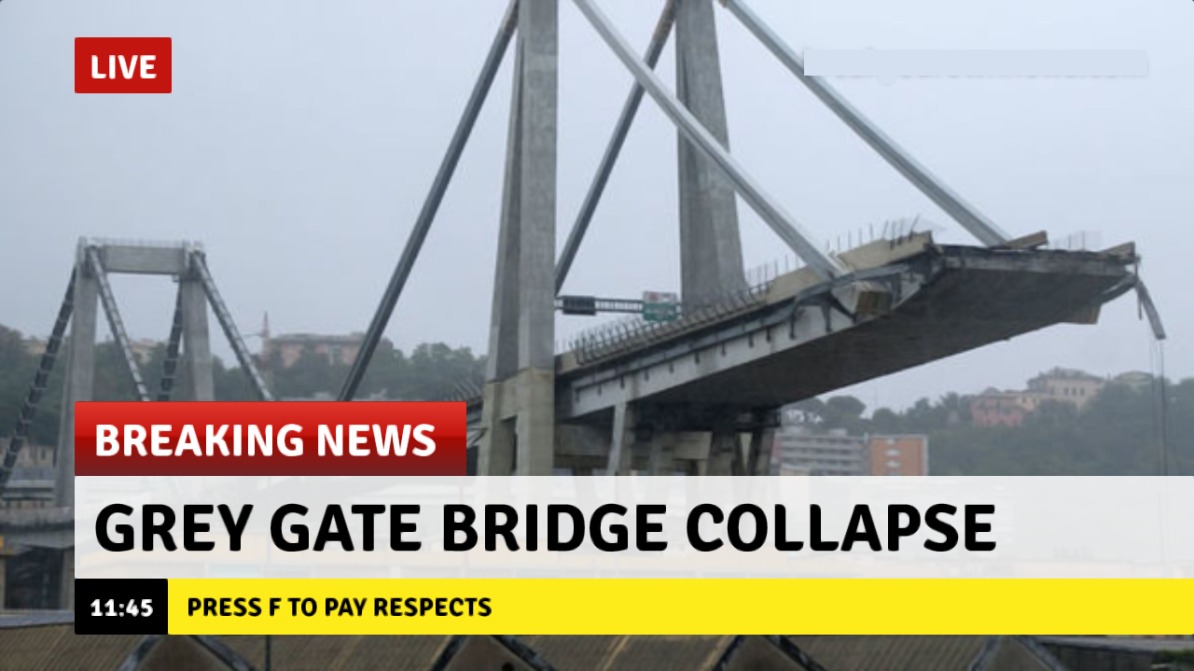 LIVE
BREAKING NEWS
GREY GATE BRIDGE COLLAPSE
11:45 PRESS F TO PAY RESPECTS